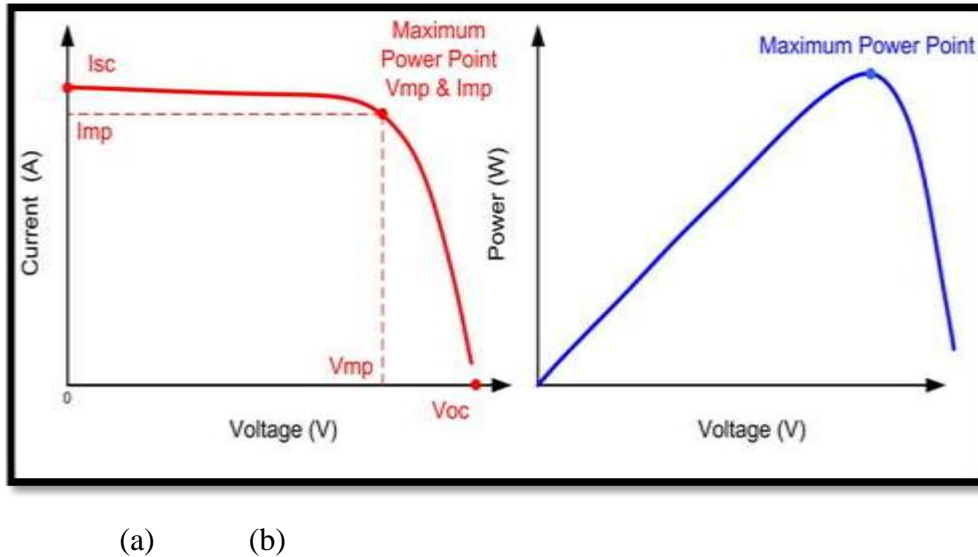 Isc
Maximum
Power Point
Vmp & Imp
Imp
Current (A)
Vmp
0
Voc
Voltage (V)
Maximum Power Point
Power (W)
Voltage (V)
(a) (b)